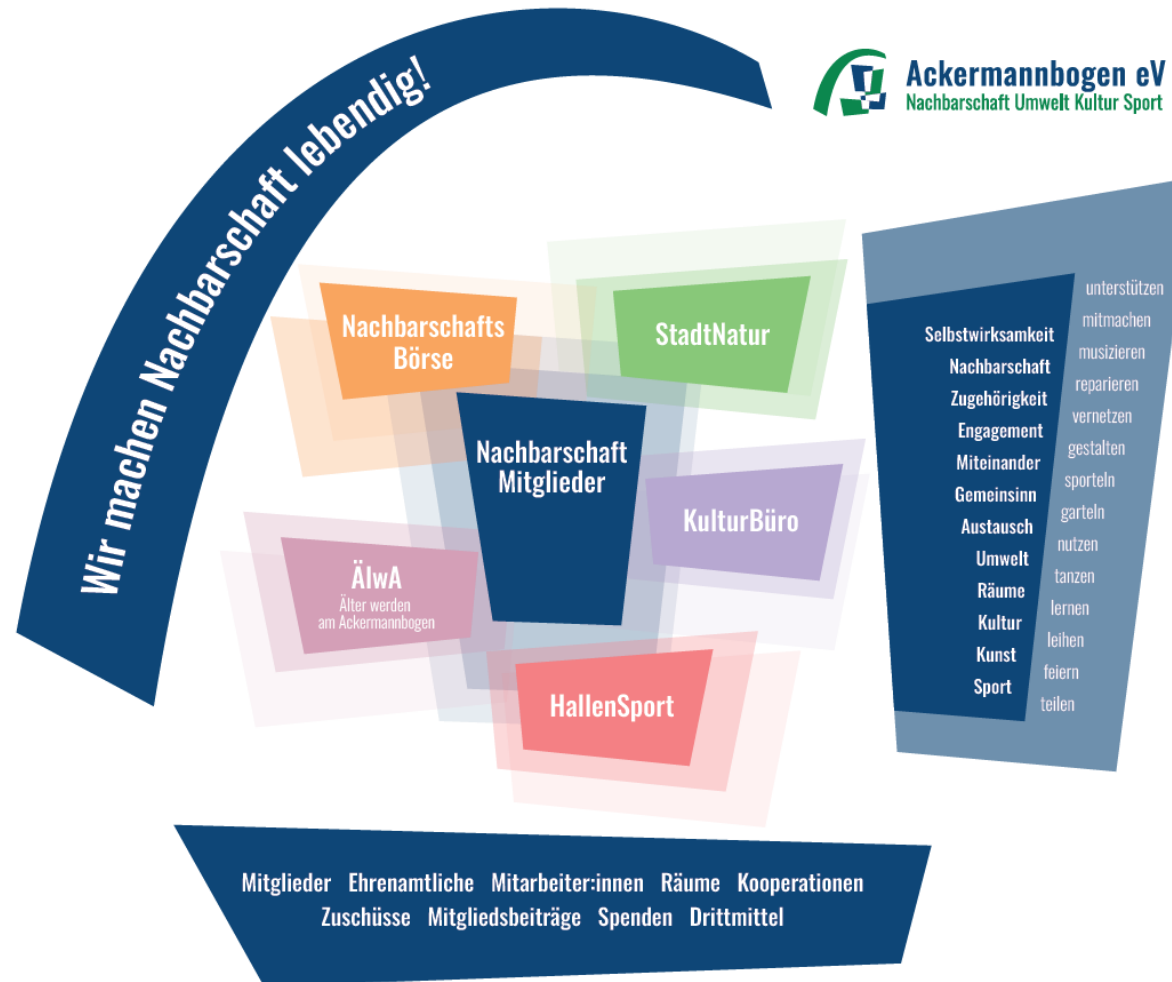 Wir machen Nachbarschaft lebendig!
Ackermannbogen eV
Nachbarschaft Umwelt Kultur Sport
Nachbarschafts
Börse
StadtNatur
Nachbarschaft
Mitglieder
KulturBüro
ÄlwA
Älter werden
am Ackermannbogen
HallenSport
Selbstwirksamkeit
Nachbarschaft
Zugehörigkeit
Engagement
Miteinander
Gemeinsinn
Austausch
Umwelt
Räume
Kultur
Kunst
Sport
unterstützen
mitmachen
musizieren
reparieren
vernetzen
gestalten
sporteln
garteln
nutzen
tanzen
lernen
leihen
feiern
teilen
Mitglieder Ehrenamtliche Mitarbeiter:innen Räume Kooperationen
Zuschüsse Mitgliedsbeiträge Spenden Drittmittel